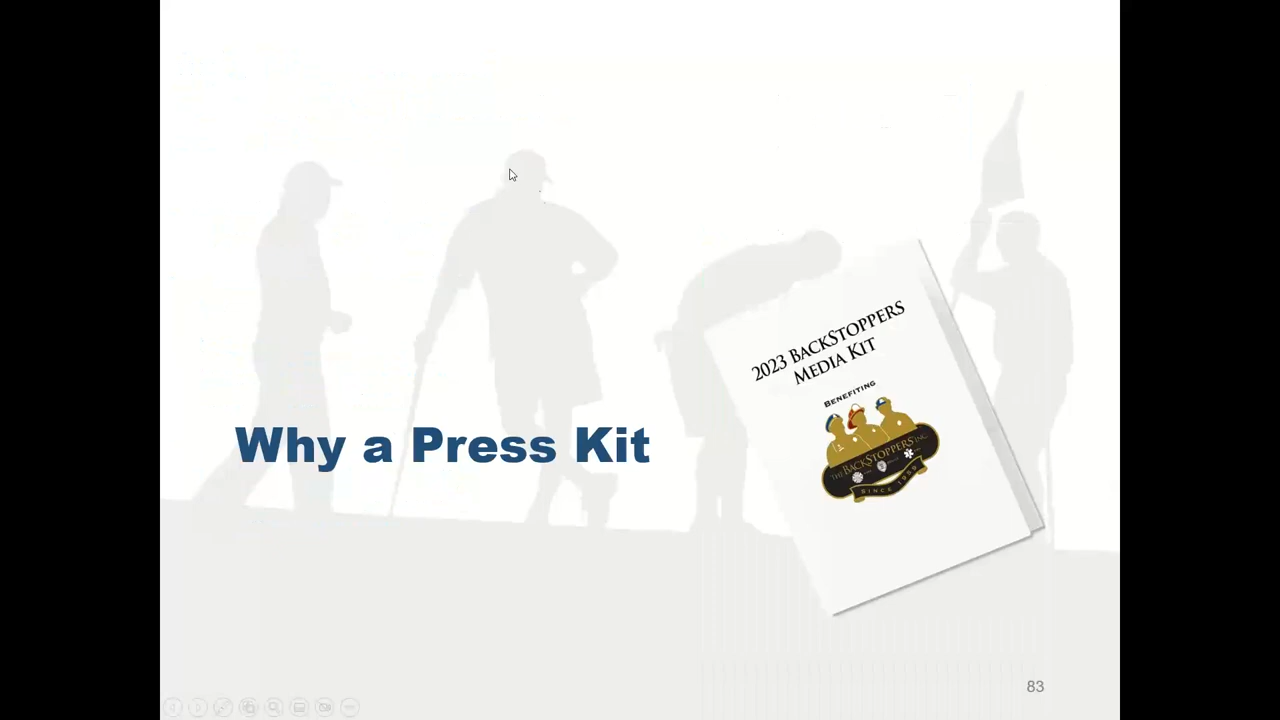 Why a Press Kit
2023 BACKSTOPPERS
MEDIA KIT
BENEFITING
THE BACKSTOPPERS INC.
SINCE 1959
83